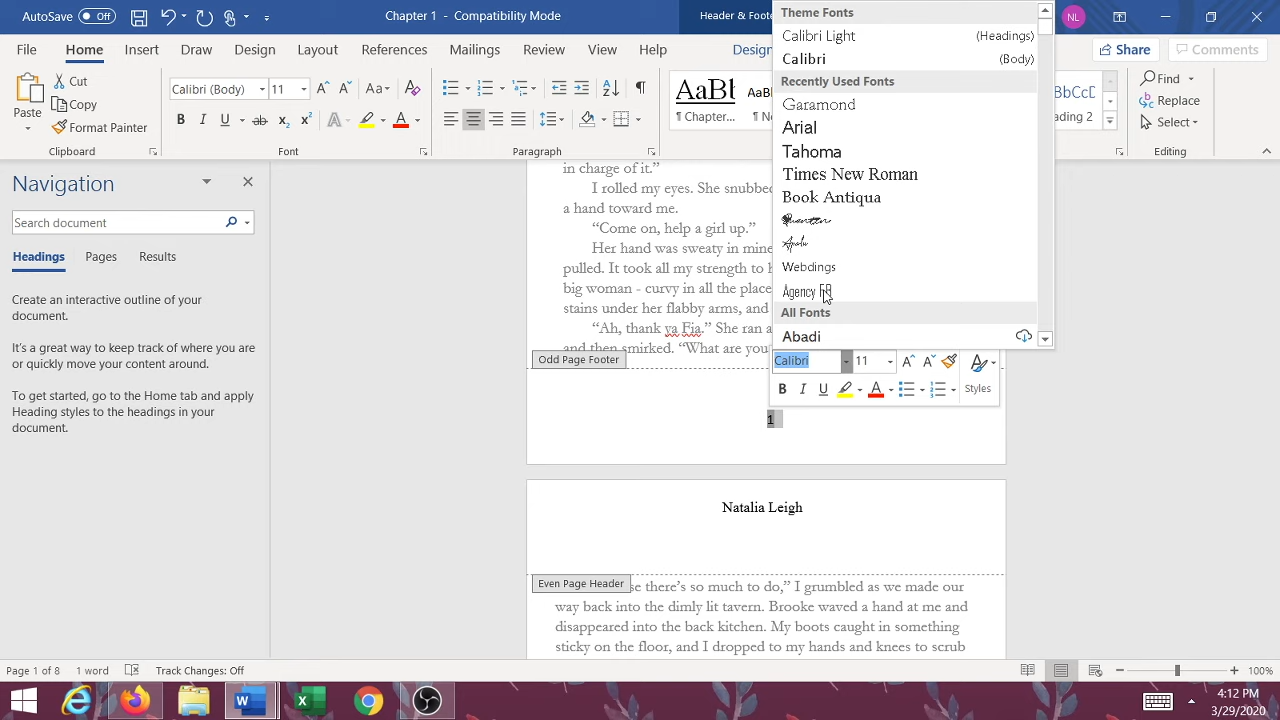 AutoSave Off
Chapter 1 - Compatibility Mode
Header & Foote
NL
File Home Insert Draw Design Layout References Mailings Review View Help Design
Share Comments
Paste
Cut
Copy
Format Painter
Clipboard
Calibri (Body) 11
Font
Paragraph
AaBb
¶ Chapter...
AaBb
¶ No
BbCcD
ading 2
Find
Replace
Select
Editing
Theme Fonts
Calibri Light (Headings)
Calibri (Body)
Recently Used Fonts
Garamond
Arial
Tahoma
Times New Roman
Book Antiqua
Webdings
Agency FB
All Fonts
Abadi
Calibri 11
B I U Styles
Navigation
Search document
Headings Pages Results
Create an interactive outline of your
document.
It's a great way to keep track of where you are
or quickly move your content around.
To get started, go to the Home tab and apply
Heading styles to the headings in your
document.
in charge of it.”
I rolled my eyes. She snubbed
a hand toward me.
“Come on, help a girl up.”
Her hand was sweaty in mine
pulled. It took all my strength to h
big woman - curvy in all the
stains under her flabby arms, and
“Ah, thank ya Fia.” She ran a
and then smirked. “What are you
Odd Page Footer
1
Natalia Leigh
Even Page Header
se there’s so much to do,” I grumbled as we made our
way back into the dimly lit tavern. Brooke waved a hand at me and
disappeared into the back kitchen. My boots caught in something
sticky on the floor, and I dropped to my hands and knees to scrub
Page 1 of 8 1 word Track Changes: Off 100%
4:12 PM
3/29/2020